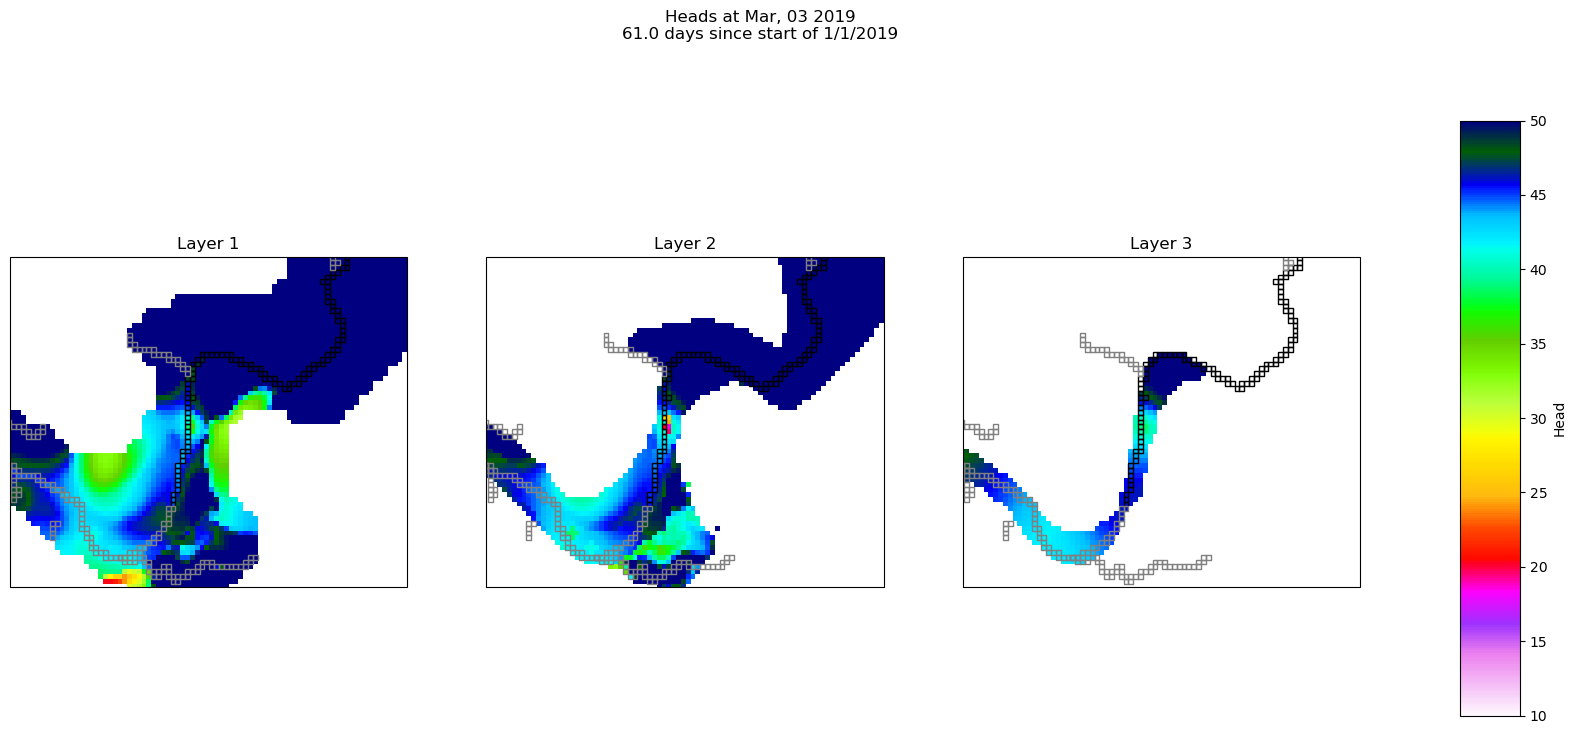 Heads at Mar, 03 2019
61.0 days since start of 1/1/2019
Layer 1
Layer 2
Layer 3
50
45
40
35
30
25
20
15
10
Head